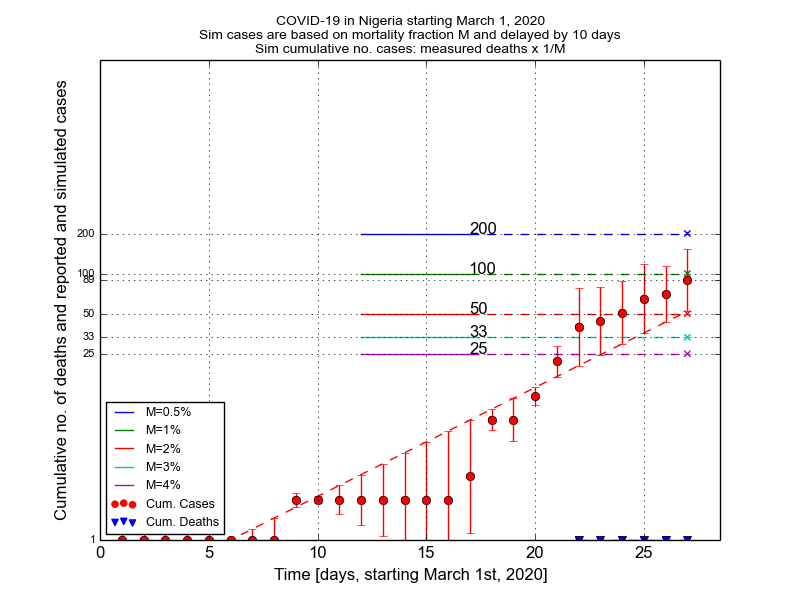 COVID-19 in Nigeria starting March 1, 2020
Sim cases are based on mortality fraction M and delayed by 10 days
Sim cumulative no. cases: measured deaths x 1/M
Cumulative no. of deaths and reported and simulated cases
200
100
89
50
33
25
1
200
100
50
33
25
M=0.5%
M=1%
M=2%
M=3%
M=4%
Cum. Cases
Cum. Deaths
0 5 10 15 20 25
Time [days, starting March 1st, 2020]